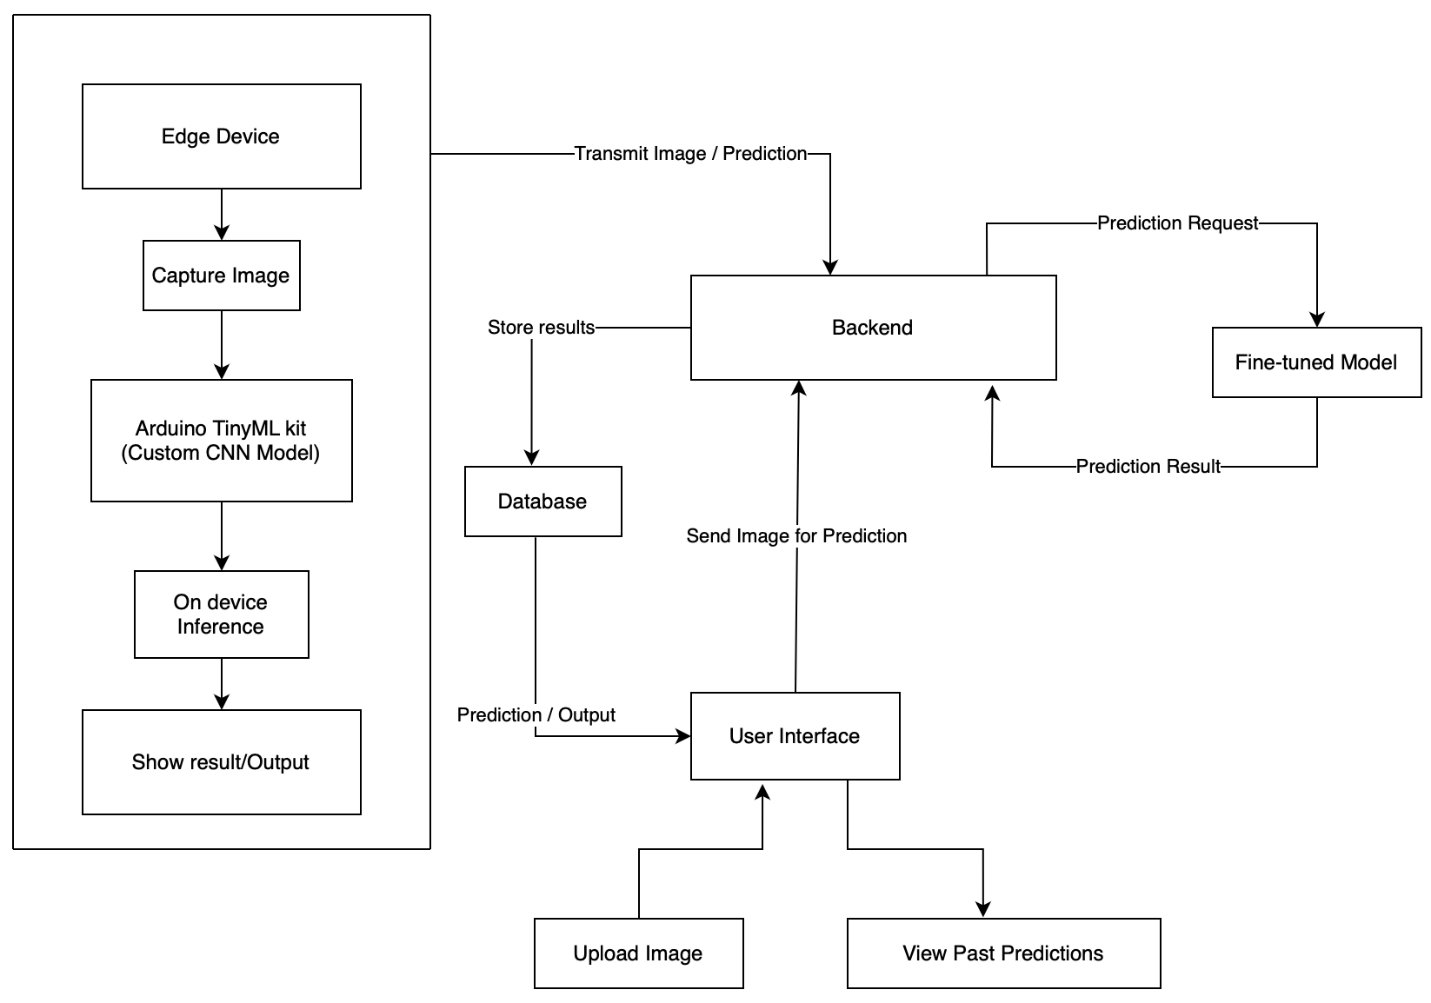 Edge Device
Capture Image
Arduino TinyML kit
(Custom CNN Model)
On device
Inference
Show result/Output
Transmit Image / Prediction
Prediction Request
Backend
Store results
Fine-tuned Model
Prediction Result
Database
Send Image for Prediction
Prediction / Output
User Interface
Upload Image
View Past Predictions